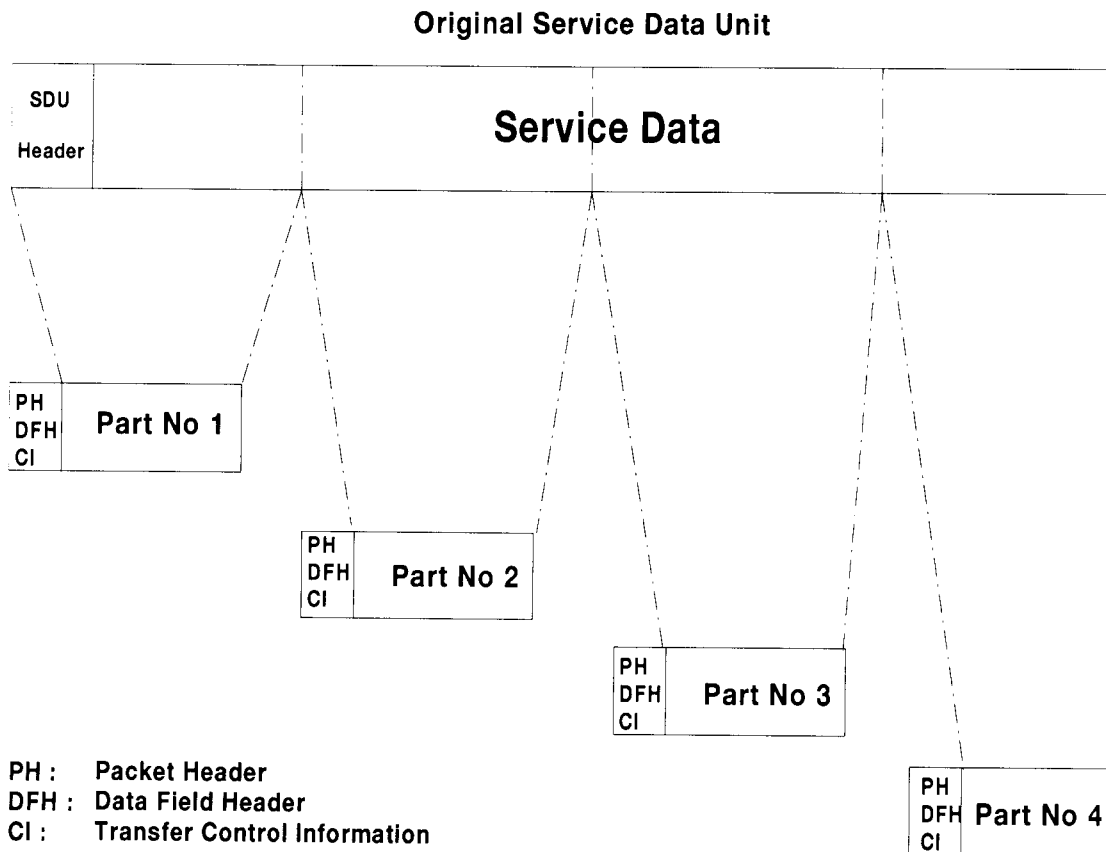 Original Service Data Unit
SDU
Header
Service Data
PH
DFH
CI
Part No 1
PH
DFH
CI
Part No 2
PH
DFH
CI
Part No 3
PH
DFH
CI
Part No 4
PH : Packet Header
DFH : Data Field Header
CI : Transfer Control Information